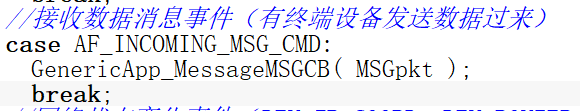 break;
//接收数据消息事件（有终端设备发送数据过来）
case AF_INCOMING_MSG_CMD:
GenericApp_MessageMSGCB( MSGpkt );
break;